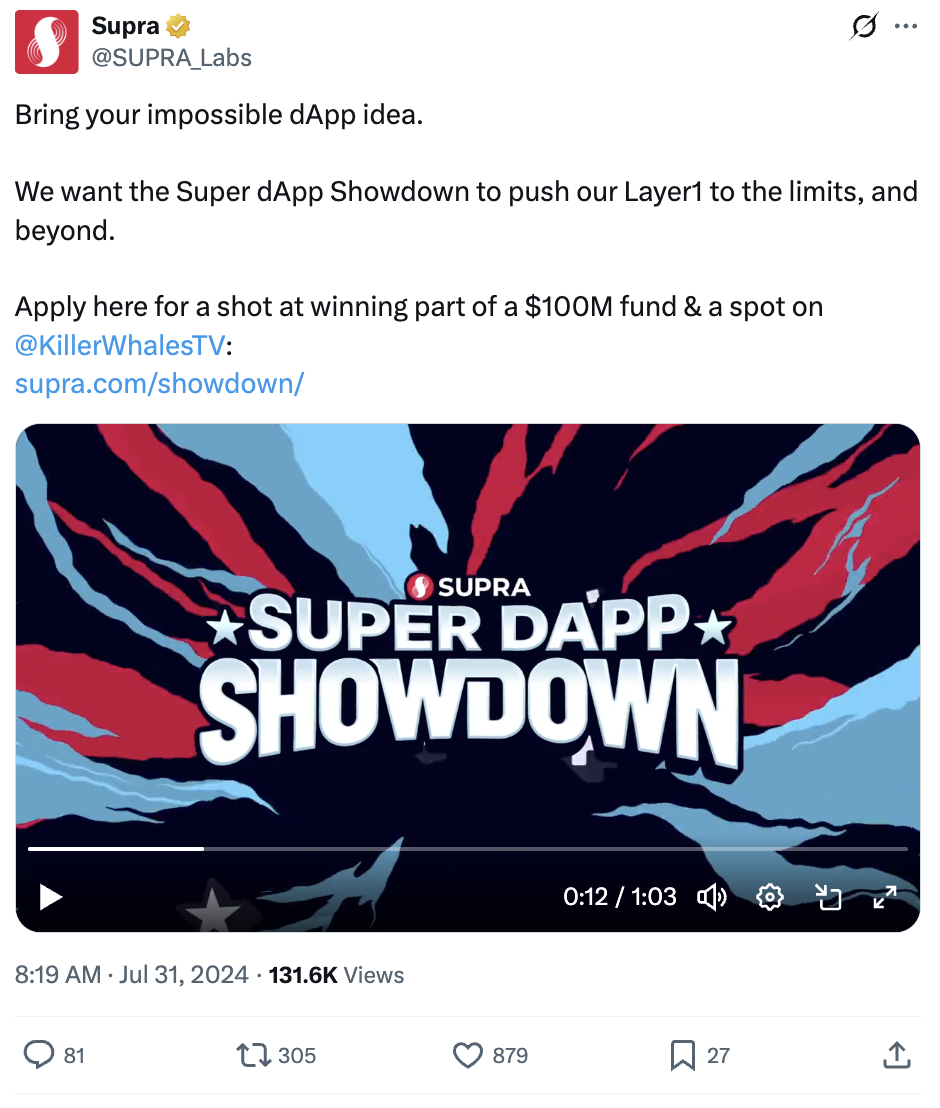 Supra
@SUPRA_Labs
Bring your impossible dApp idea.
We want the Super dApp Showdown to push our Layer1 to the limits, and
beyond.
Apply here for a shot at winning part of a $100M fund & a spot on
@KillerWhalesTV:
supra.com/showdown/
SUPRA
SUPER DAPP
SHOWDOWN
0:12 / 1:03
8:19 AM · Jul 31, 2024 · 131.6K Views
81 305 879 27